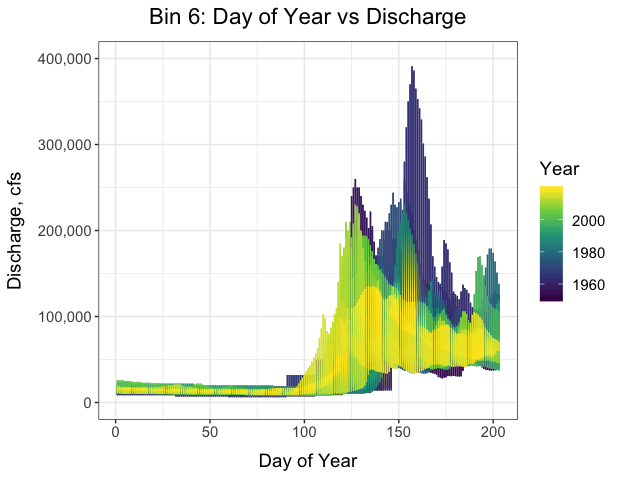 Bin 6: Day of Year vs Discharge
Discharge, cfs
400,000
300,000
200,000
100,000
0
0 50 100 150 200
Day of Year
Year
2000
1980
1960